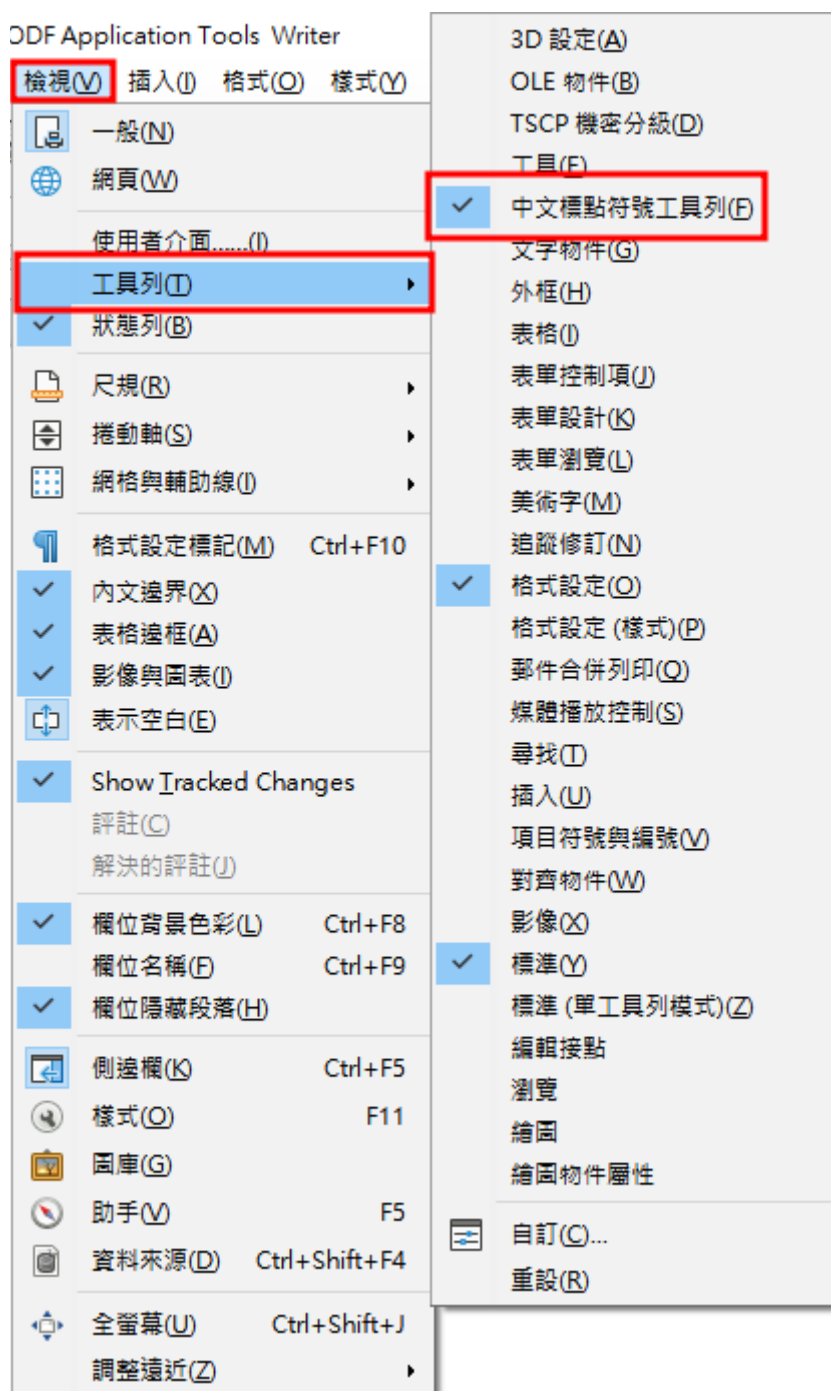 ODF Application Tools Writer
檢視(V) 插入(I) 格式(O) 樣式(Y)
一般(N)
網頁(W)
使用者介面......(I)
工具列(T)
狀態列(B)
尺規(R)
捲動軸(S)
網格與輔助線(I)
格式設定標記(M) Ctrl+F10
內文邊界(X)
表格邊框(A)
影像與圖表(I)
表示空白(E)
Show Tracked Changes
評註(C)
解決的評註(J)
欄位背景色彩(L) Ctrl+F8
欄位名稱(F) Ctrl+F9
欄位隱藏段落(H)
側邊欄(K) Ctrl+F5
樣式(O) F11
圖庫(G)
助手(V) F5
資料來源(D) Ctrl+Shift+F4
全螢幕(U) Ctrl+Shift+J
調整遠近(Z)
3D 設定(A)
OLE 物件(B)
TSCP 機密分級(D)
工具(E)
中文標點符號工具列(F)
文字物件(G)
外框(H)
表格(I)
表單控制項(J)
表單設計(K)
表單瀏覽(L)
美術字(M)
追蹤修訂(N)
格式設定(O)
格式設定 (樣式)(P)
郵件合併列印(Q)
媒體播放控制(S)
尋找(T)
插入(U)
項目符號與編號(V)
對齊物件(W)
影像(X)
標準(Y)
標準 (單工具列模式)(Z)
編輯接點
瀏覽
繪圖
繪圖物件屬性
自訂(C)...
重設(R)